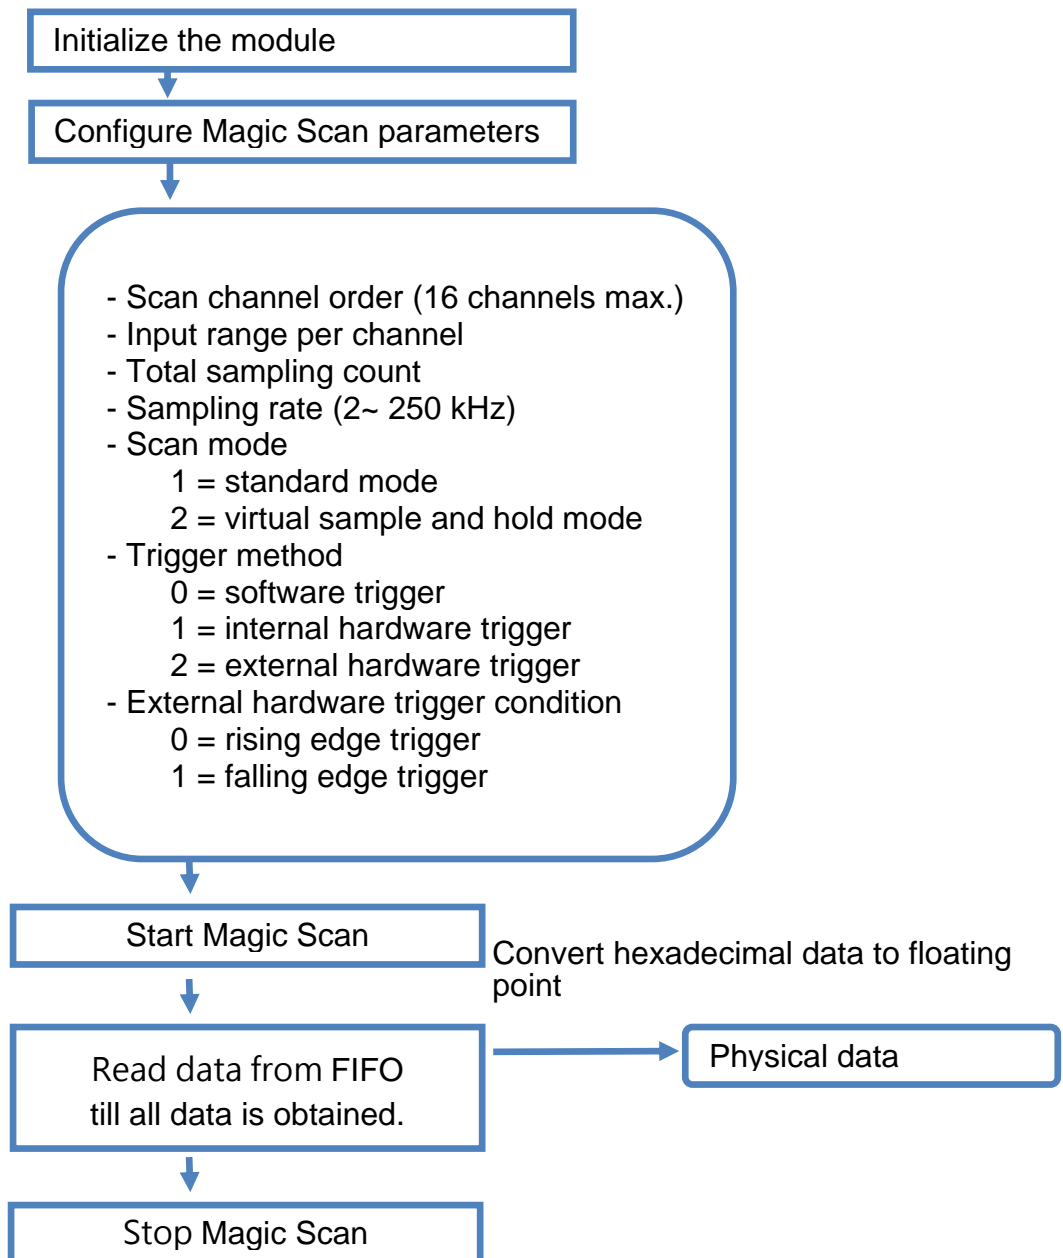 Initialize the module
Configure Magic Scan parameters
- Scan channel order (16 channels max.)
- Input range per channel
- Total sampling count
- Sampling rate (2~ 250 kHz)
- Scan mode
1 = standard mode
2 = virtual sample and hold mode
- Trigger method
0 = software trigger
1 = internal hardware trigger
2 = external hardware trigger
- External hardware trigger condition
0 = rising edge trigger
1 = falling edge trigger
Start Magic Scan
Convert hexadecimal data to floating
point
Read data from FIFO
till all data is obtained.
Physical data
Stop Magic Scan